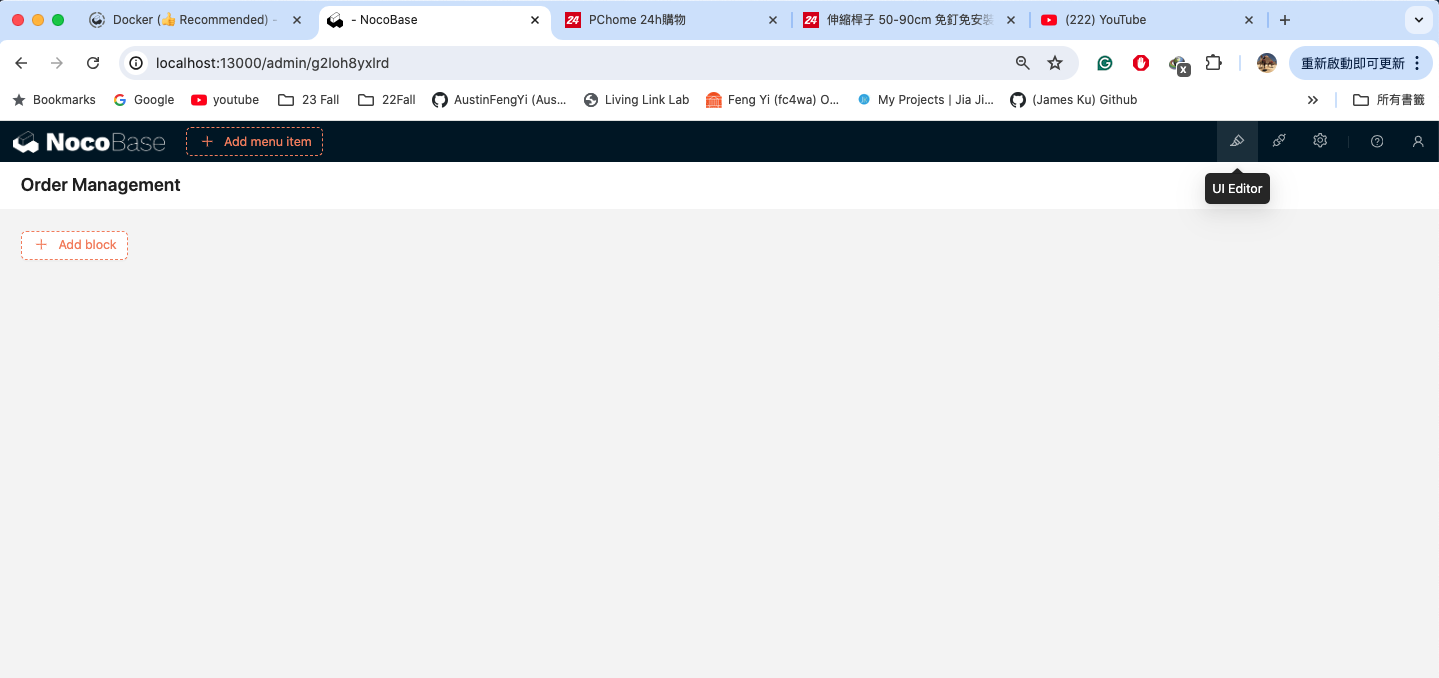 Docker (👍 Recommended) -
- NocoBase
24 PChome 24h購物
24 伸縮桿子 50-90cm 免釘免安裝
(222) YouTube
localhost:13000/admin/g2loh8yxlrd
X
重新啟動即可更新
Bookmarks
Google
youtube
23 Fall
22Fall
AustinFengYi (Aus...
Living Link Lab
Feng Yi (fc4wa) O...
My Projects | Jia Ji...
(James Ku) Github
所有書籤
NocoBase
Add menu item
Order Management
UI Editor
Add block